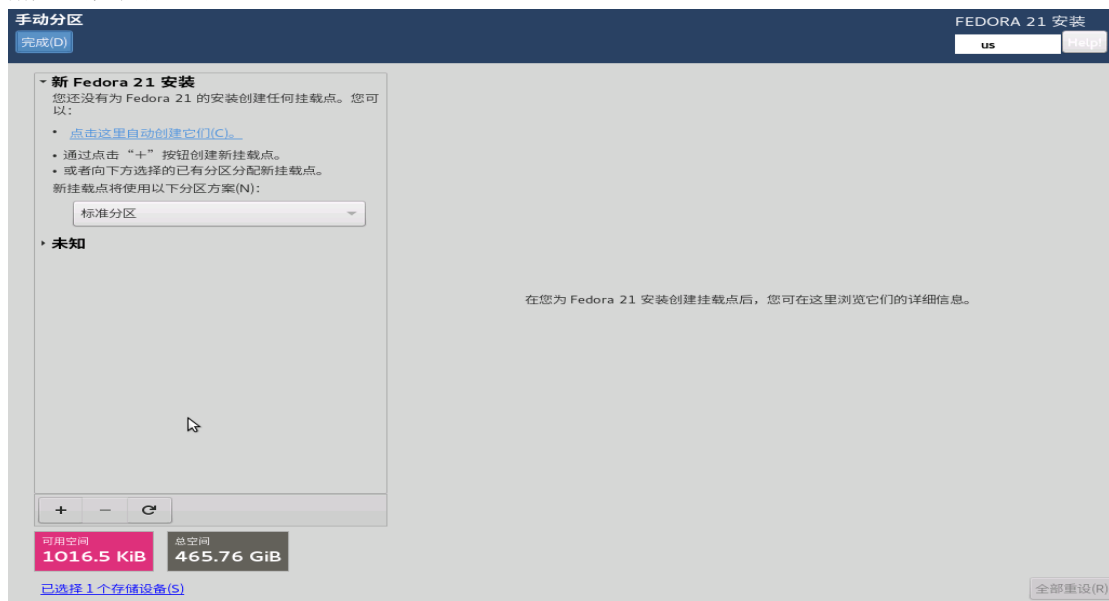 手动分区
FEDORA 21 安装
完成(D)
us
Help!
新 Fedora 21 安装
您还没有为 Fedora 21 的安装创建任何挂载点。您可
以:
• 点击这里自动创建它们(C)。
• 通过点击“+”按钮创建新挂载点。
• 或者向下方选择的已有分区分配新挂载点。
新挂载点将使用以下分区方案(N):
标准分区
未知
在您为 Fedora 21 安装创建挂载点后，您可在这里浏览它们的详细信息。
+ −
可用空间
1016.5 KiB
总空间
465.76 GiB
已选择 1 个存储设备(S)
全部重设(R)